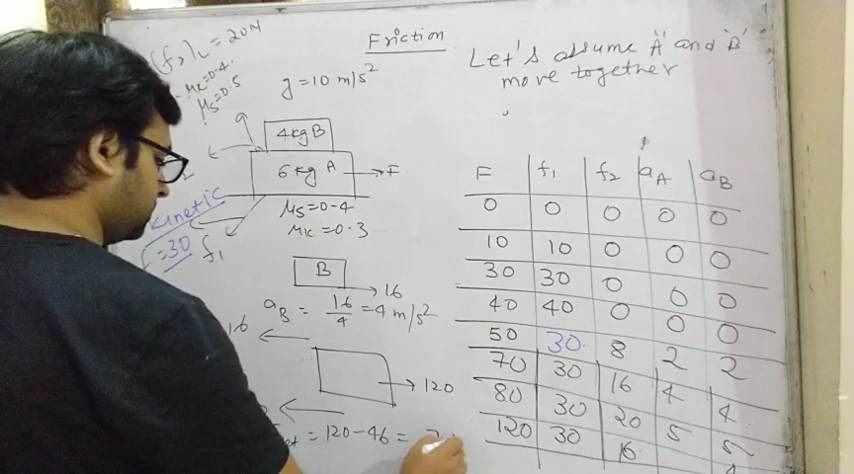 Friction
(f₂)L = 20N
μk=0.4
μs=0.5
g=10 m/s²
Let's assume "A" and "B"
move together
4kg B
6kg A → F
μs=0.4
μk=0.3
Kinetic
=30
f₁
B
→ 16
aB = 16/4 = 4 m/s²
16
→ 120
= 120-46 =
F f₁ f₂ aA aB
0 0 0 0 0
10 10 0 0 0
30 30 0 0 0
40 40 0 0 0
50 30 8 2 2
70 30 16 4 4
80 30 20 5 5
120 30 16